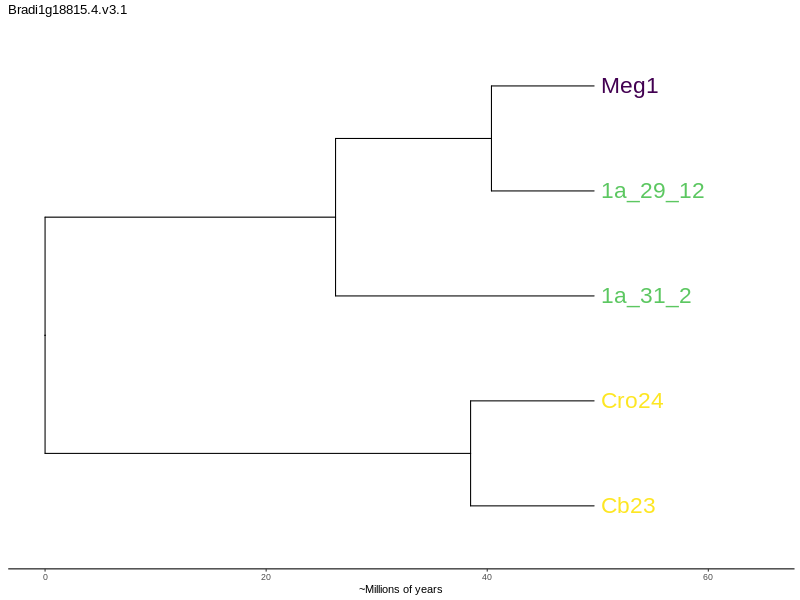 Bradi1g18815.4.v3.1
Meg1
1a_29_12
1a_31_2
Cro24
Cb23
0 20 40 60
~Millions of years